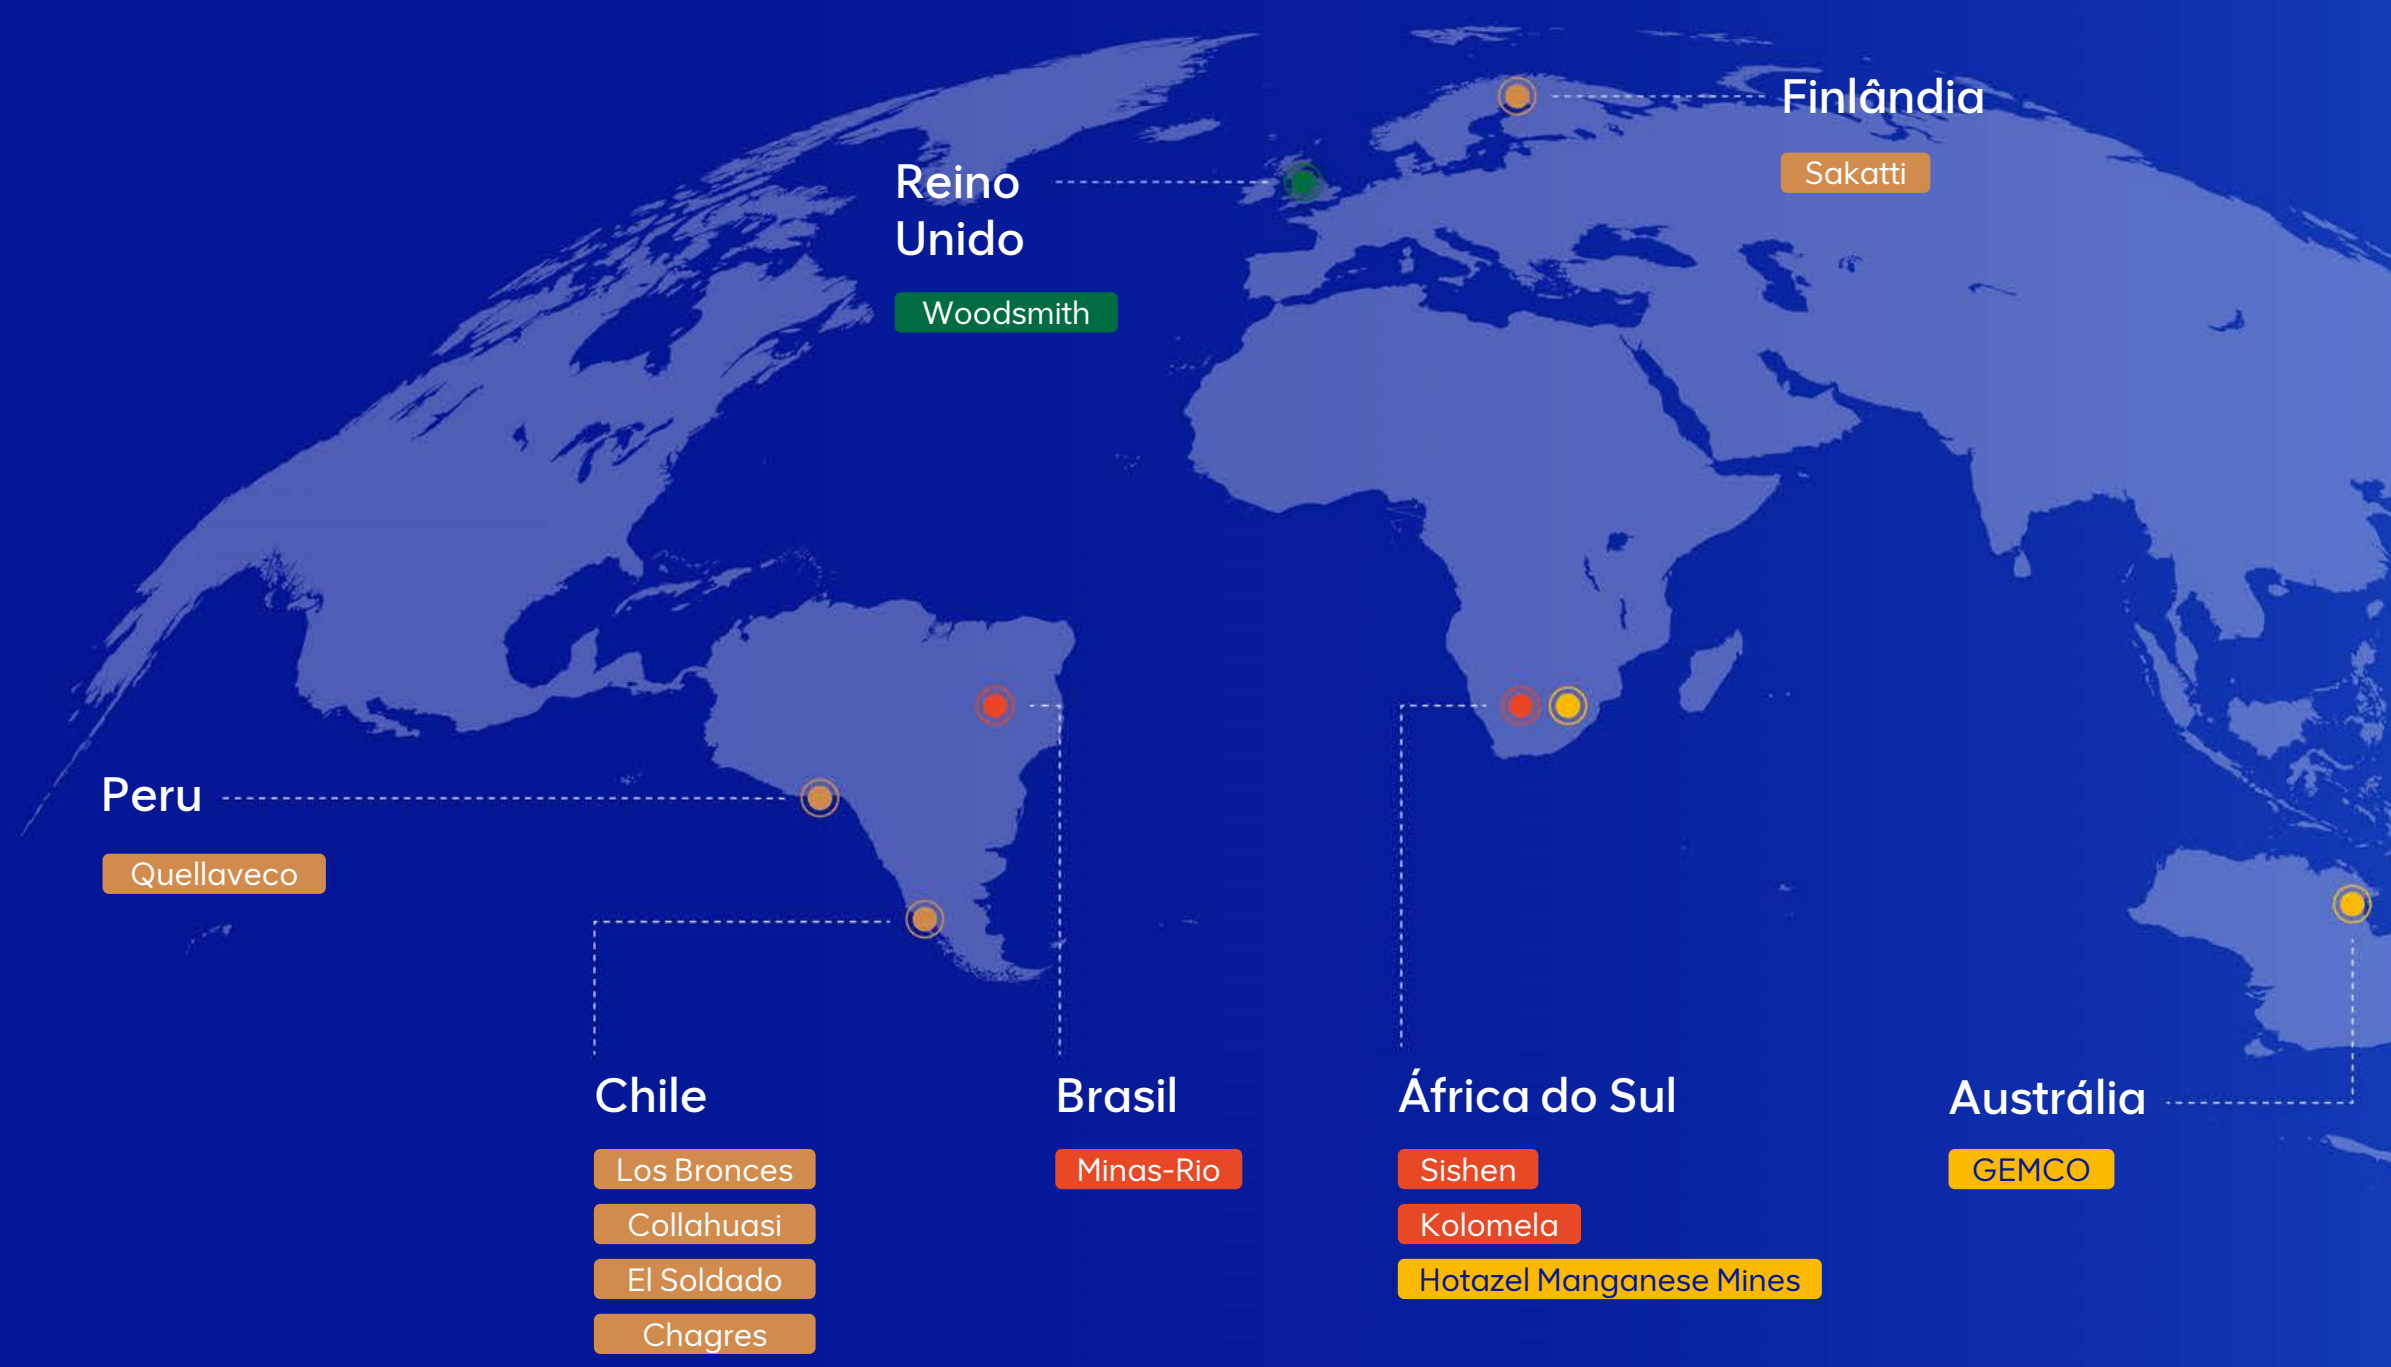 Finlândia
Sakatti
Reino
Unido
Woodsmith
Peru
Quellaveco
Chile
Los Bronces
Collahuasi
El Soldado
Chagres
Brasil
Minas-Rio
África do Sul
Sishen
Kolomela
Hotazel Manganese Mines
Austrália
GEMCO